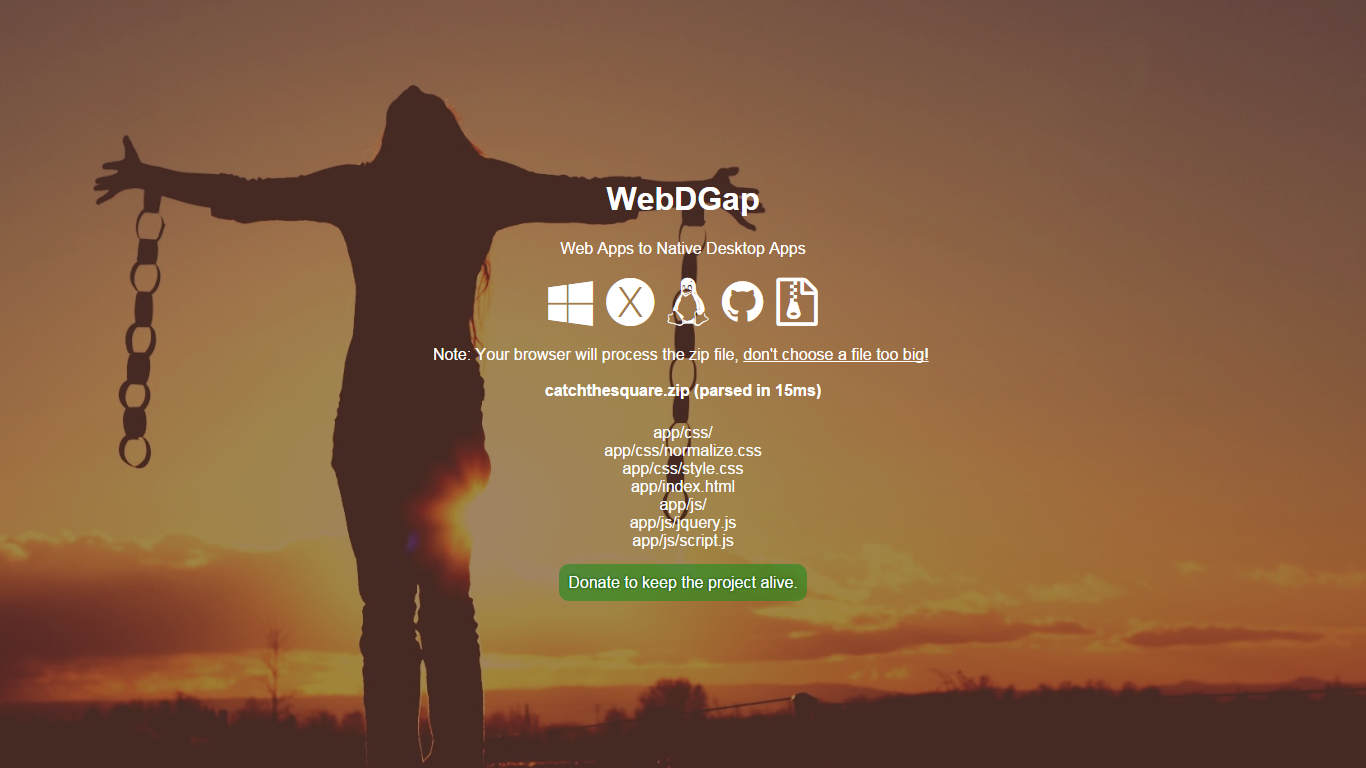 WebDGap
Web Apps to Native Desktop Apps
X
Note: Your browser will process the zip file, don't choose a file too big!
catchthesquare.zip (parsed in 15ms)
app/css/
app/css/normalize.css
app/css/style.css
app/index.html
app/js/
app/js/jquery.js
app/js/script.js
Donate to keep the project alive.